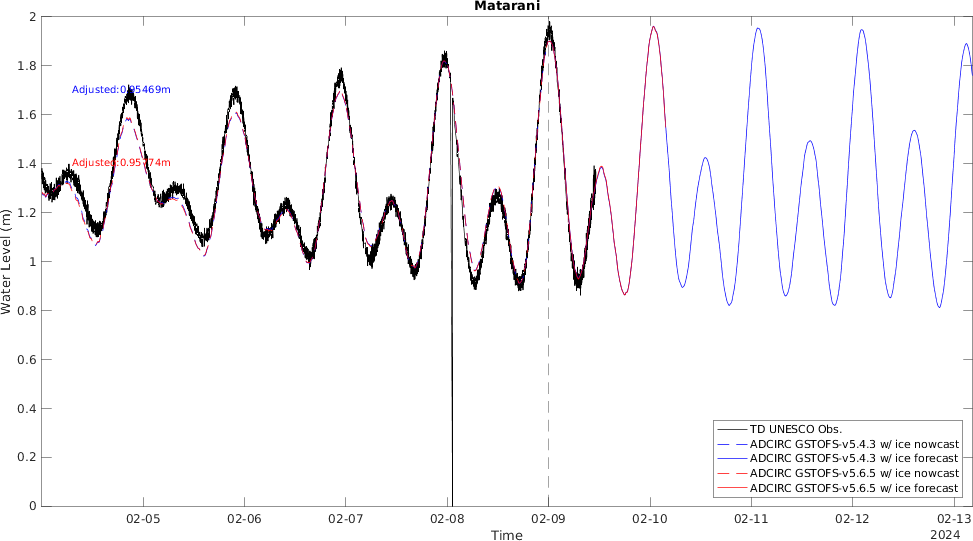 Matarani
2
1.8
1.6
1.4
1.2
1
0.8
0.6
0.4
0.2
0
Water Level (m)
Adjusted:0.95469m
02-05
02-06
02-07
02-08
02-09
02-10
02-11
02-12
02-13
Time
2024
TD UNESCO Obs.
ADCIRC GSTOFS-v5.4.3 w/ ice nowcast
ADCIRC GSTOFS-v5.4.3 w/ ice forecast
ADCIRC GSTOFS-v5.6.5 w/ ice nowcast
ADCIRC GSTOFS-v5.6.5 w/ ice forecast